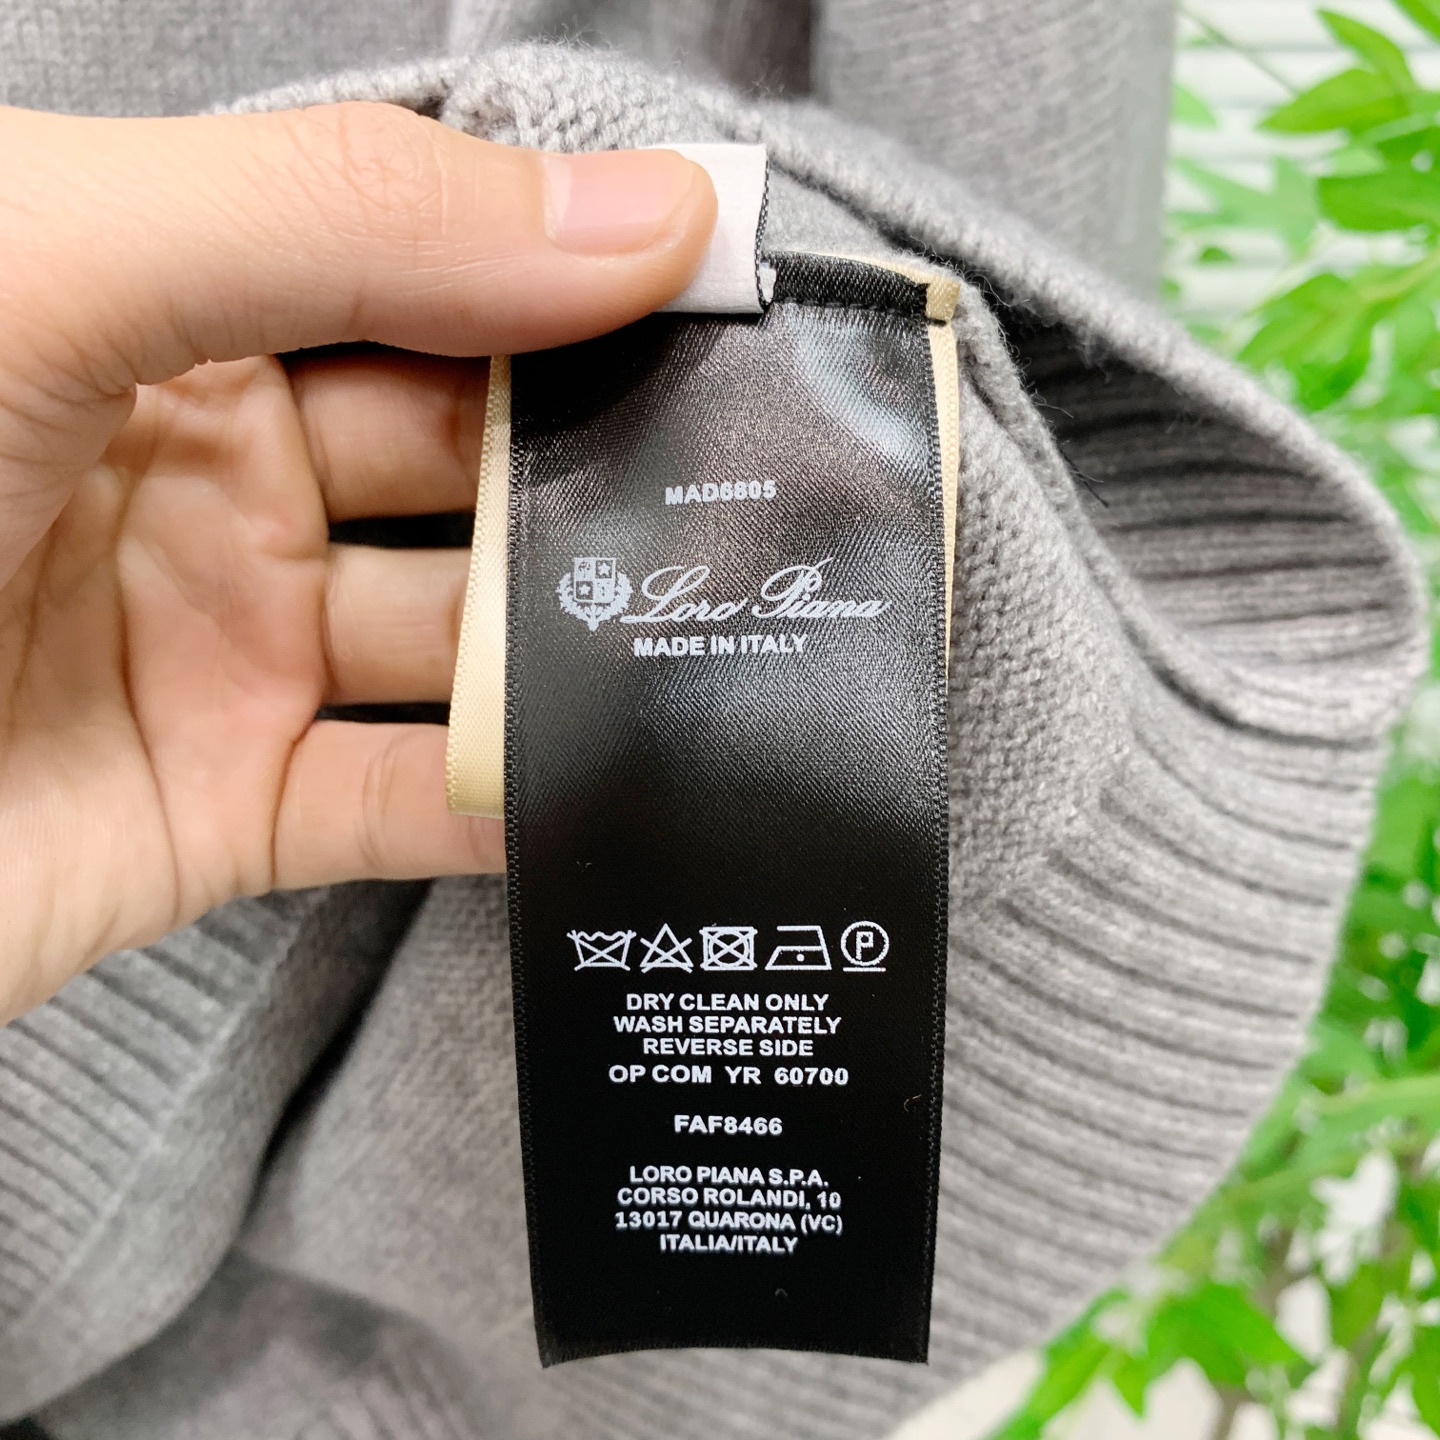 MAD6805
Loro Piana
MADE IN ITALY
P
DRY CLEAN ONLY
WASH SEPARATELY
REVERSE SIDE
OP COM YR 60700
FAF8466
LORO PIANA S.P.A.
CORSO ROLANDI, 10
13017 QUARONA (VC)
ITALIA/ITALY